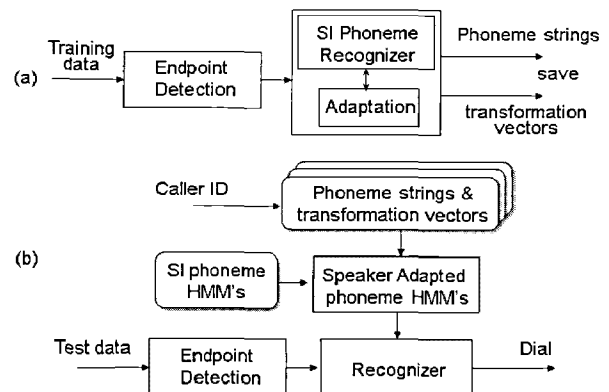 (a)
Training
data
Endpoint
Detection
SI Phoneme
Recognizer
Adaptation
Phoneme strings
save
transformation
vectors
(b)
Caller ID
Phoneme strings &
transformation vectors
SI phoneme
HMM's
Speaker Adapted
phoneme HMM's
Test data
Endpoint
Detection
Recognizer
Dial